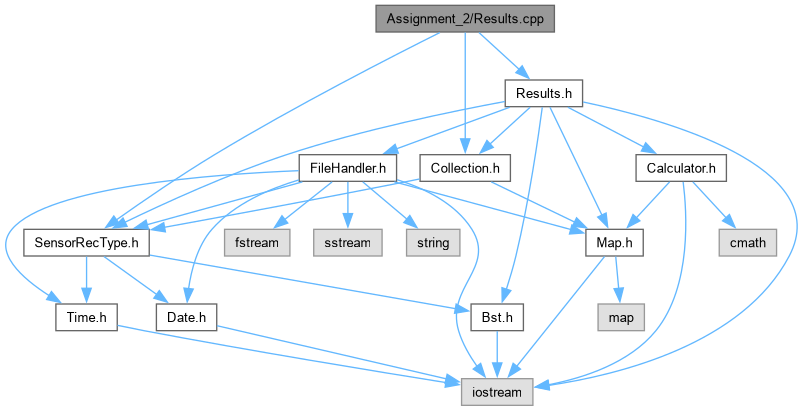 Assignment_2/Results.cpp
Results.h
FileHandler.h
Collection.h
Calculator.h
SensorRecType.h
fstream
sstream
string
Map.h
cmath
Time.h
Date.h
Bst.h
map
iostream